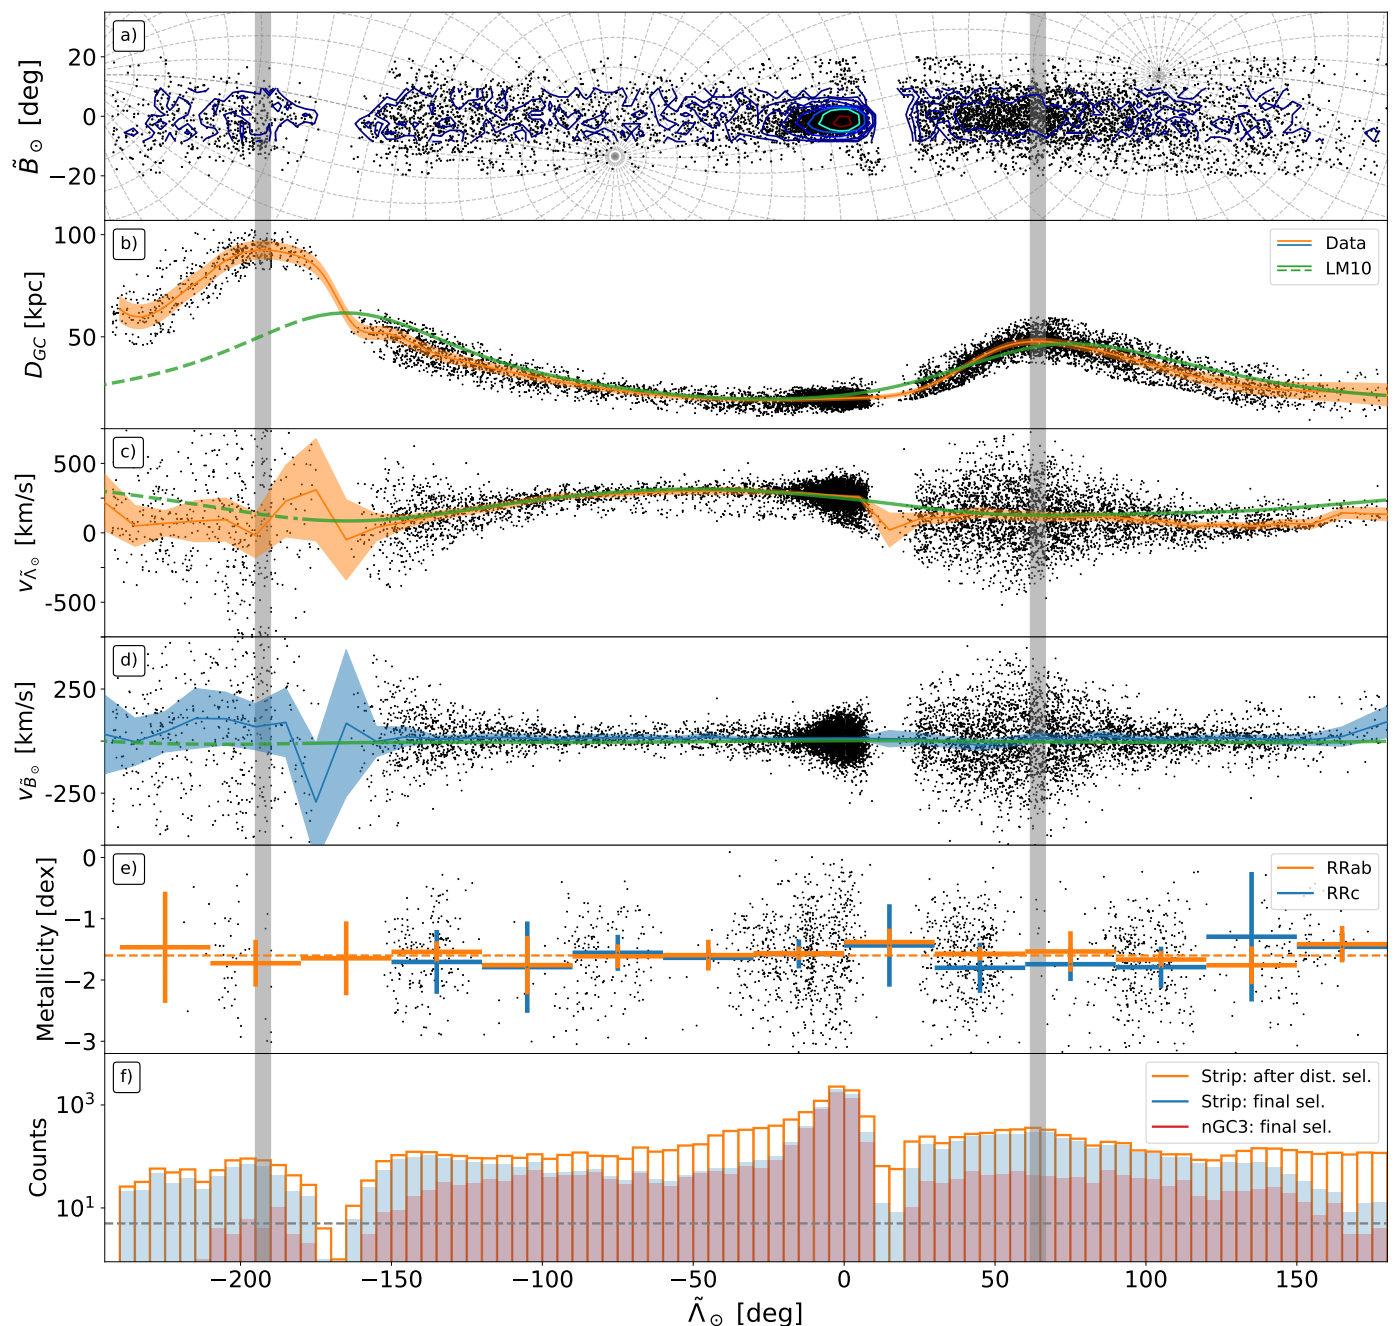 a)
B̃⊙ [deg]
20
0
−20
b)
Data
LM10
D_GC [kpc]
100
50
c)
v_Λ̃⊙ [km/s]
500
0
-500
d)
v_B̃⊙ [km/s]
250
0
-250
e)
RRab
RRc
Metallicity [dex]
0
−1
−2
−3
f)
Strip: after dist. sel.
Strip: final sel.
nGC3: final sel.
Counts
10³
10¹
−200 −150 −100 −50 0 50 100 150
Λ̃⊙ [deg]